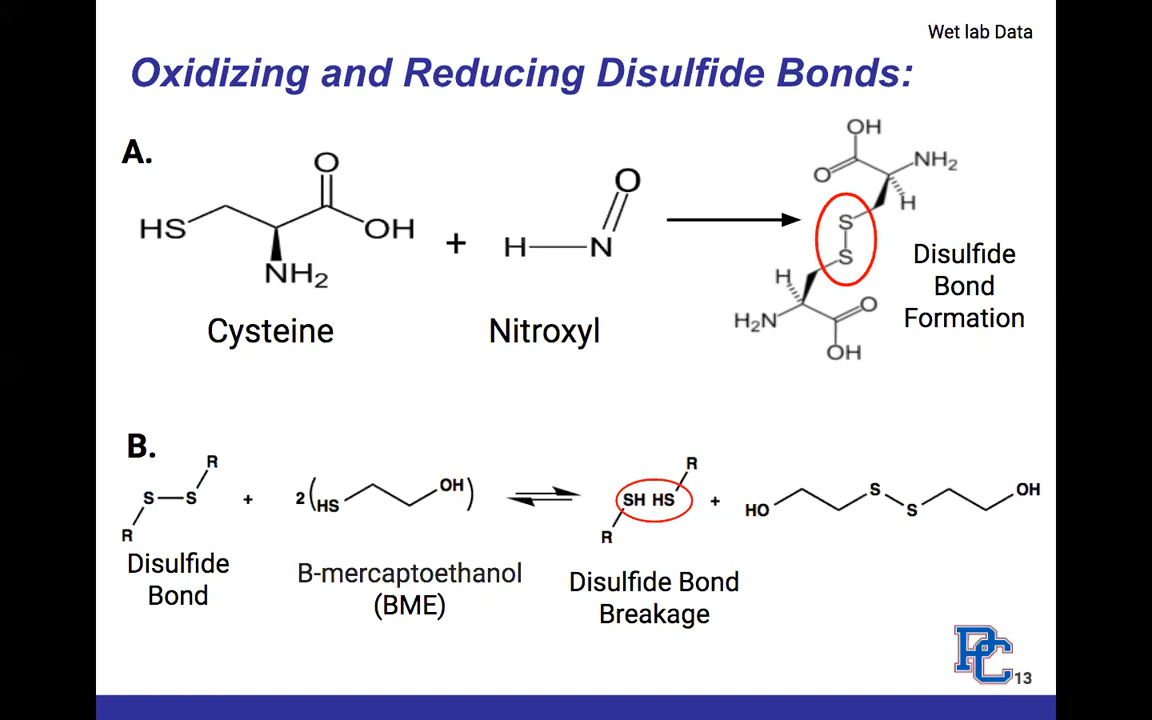 Wet lab Data
Oxidizing and Reducing Disulfide Bonds:
A.
HS
O
OH
NH2
Cysteine
+
H
N
O
Nitroxyl
OH
O
NH2
H
S
S
H
H2N
O
OH
Disulfide
Bond
Formation
B.
R
S
S
R
Disulfide
Bond
+
2(HS OH)
B-mercaptoethanol
(BME)
R
SH HS
R
Disulfide Bond
Breakage
+
HO
S
S
OH
PC
13